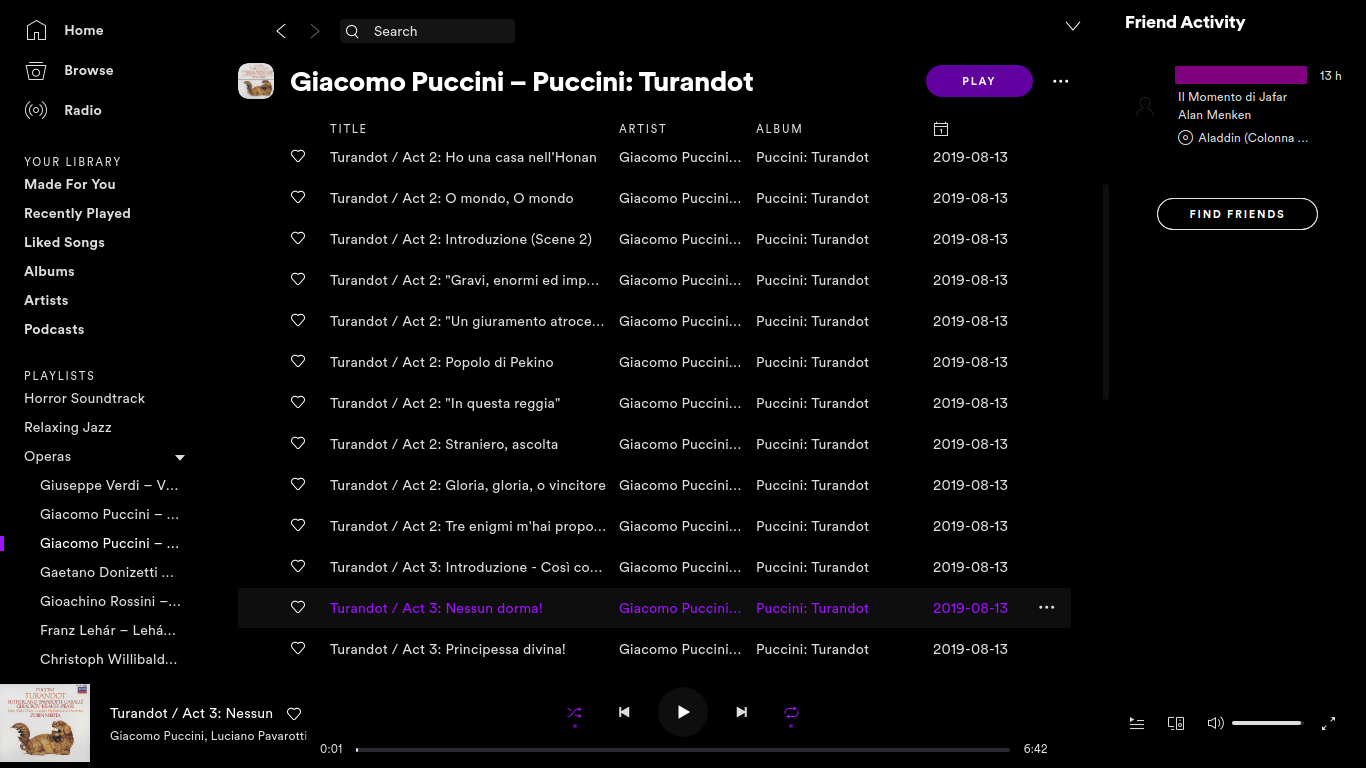 Home
Browse
Radio
YOUR LIBRARY
Made For You
Recently Played
Liked Songs
Albums
Artists
Podcasts
PLAYLISTS
Horror Soundtrack
Relaxing Jazz
Operas
Giuseppe Verdi – V...
Giacomo Puccini – ...
Giacomo Puccini – ...
Gaetano Donizetti ...
Gioachino Rossini –...
Franz Lehár – Lehá...
Christoph Willibald...
Search
Giacomo Puccini – Puccini: Turandot
PLAY
TITLE ARTIST ALBUM
Turandot / Act 2: Ho una casa nell'Honan Giacomo Puccini... Puccini: Turandot 2019-08-13
Turandot / Act 2: O mondo, O mondo Giacomo Puccini... Puccini: Turandot 2019-08-13
Turandot / Act 2: Introduzione (Scene 2) Giacomo Puccini... Puccini: Turandot 2019-08-13
Turandot / Act 2: "Gravi, enormi ed imp... Giacomo Puccini... Puccini: Turandot 2019-08-13
Turandot / Act 2: "Un giuramento atroce... Giacomo Puccini... Puccini: Turandot 2019-08-13
Turandot / Act 2: Popolo di Pekino Giacomo Puccini... Puccini: Turandot 2019-08-13
Turandot / Act 2: "In questa reggia" Giacomo Puccini... Puccini: Turandot 2019-08-13
Turandot / Act 2: Straniero, ascolta Giacomo Puccini... Puccini: Turandot 2019-08-13
Turandot / Act 2: Gloria, gloria, o vincitore Giacomo Puccini... Puccini: Turandot 2019-08-13
Turandot / Act 2: Tre enigmi m'hai propo... Giacomo Puccini... Puccini: Turandot 2019-08-13
Turandot / Act 3: Introduzione - Così co... Giacomo Puccini... Puccini: Turandot 2019-08-13
Turandot / Act 3: Nessun dorma! Giacomo Puccini... Puccini: Turandot 2019-08-13
Turandot / Act 3: Principessa divina! Giacomo Puccini... Puccini: Turandot 2019-08-13
Friend Activity
13 h
Il Momento di Jafar
Alan Menken
Aladdin (Colonna ...
FIND FRIENDS
PUCCINI
TURANDOT
ZUBIN MEHTA
Turandot / Act 3: Nessun
Giacomo Puccini, Luciano Pavarotti,
0:01
6:42